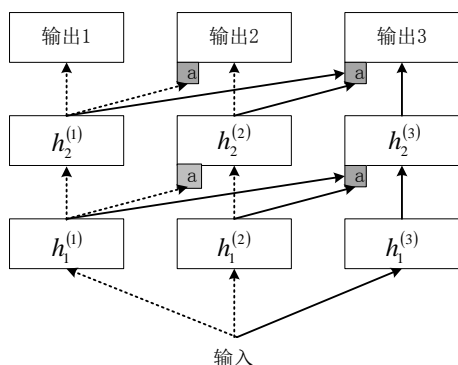 输出1 输出2 输出3
a a
h_2^{(1)} h_2^{(2)} h_2^{(3)}
a a
h_1^{(1)} h_1^{(2)} h_1^{(3)}
输入